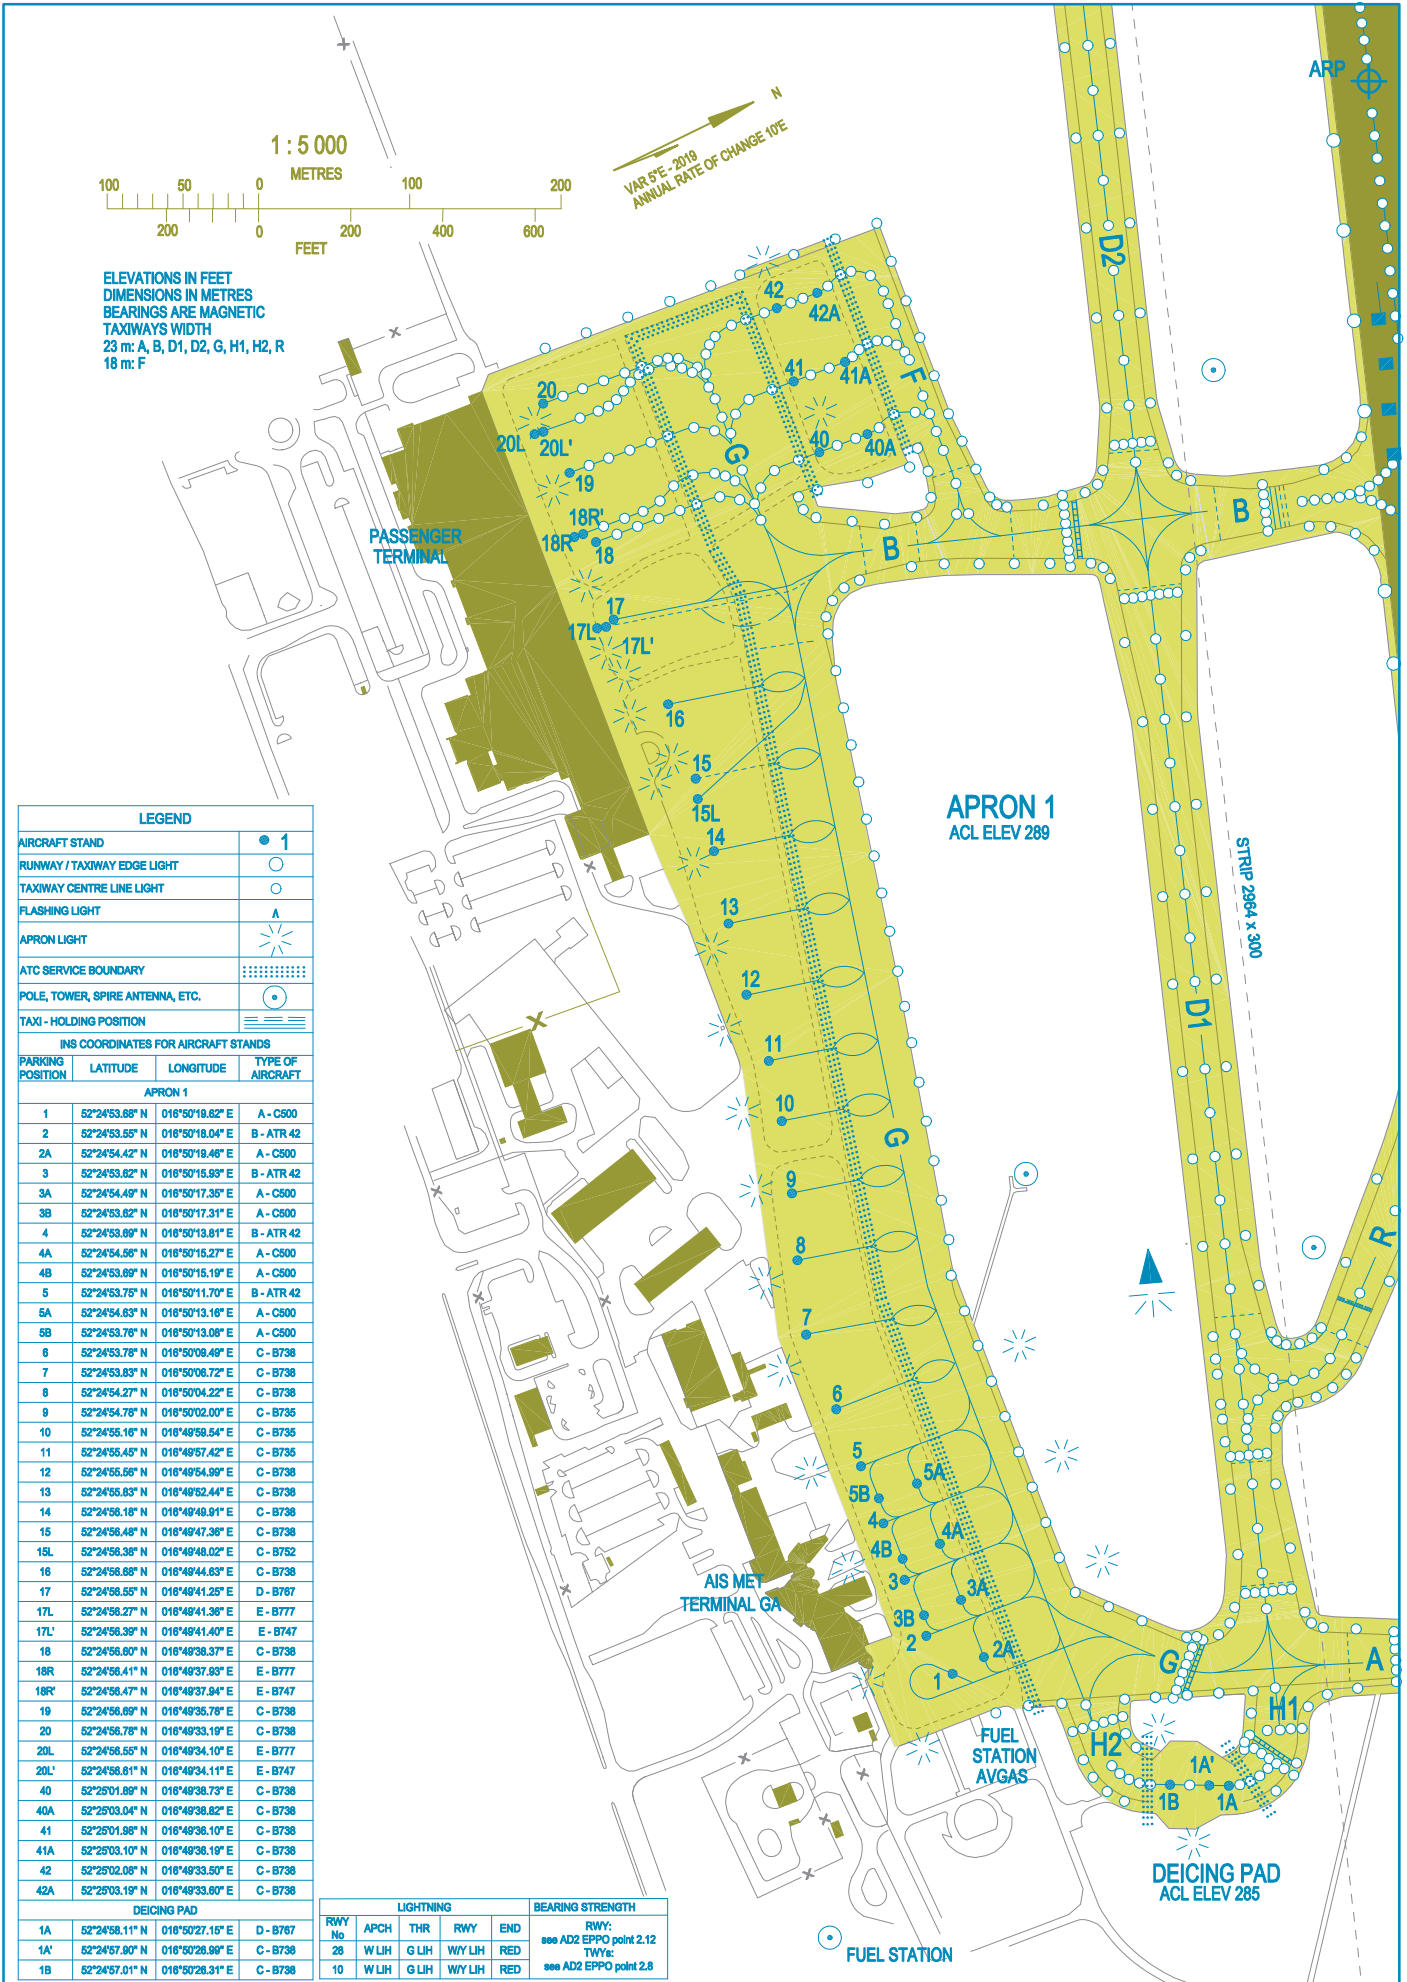 ARP
N
VAR 5°E - 2019
ANNUAL RATE OF CHANGE 10'E
1 : 5 000
METRES
100 50 0 100 200
200 0 200 400 600
FEET
ELEVATIONS IN FEET
DIMENSIONS IN METRES
BEARINGS ARE MAGNETIC
TAXIWAYS WIDTH
23 m: A, B, D1, D2, G, H1, H2, R
18 m: F
D2
42
42A
41
41A
F
20
20L
20L'
G
40
40A
19
18R'
18R
18
B
B
PASSENGER
TERMINAL
17
17L
17L'
16
15
15L
14
13
12
11
10
9
8
7
6
5
5A
5B
4
4A
4B
3
3A
3B
2
2A
1
APRON 1
ACL ELEV 289
STRIP 2964 x 300
D1
G
R
AIS MET
TERMINAL GA
G
A
H1
H2
FUEL
STATION
AVGAS
1A'
1B
1A
DEICING PAD
ACL ELEV 285
FUEL STATION
LEGEND
AIRCRAFT STAND 1
RUNWAY / TAXIWAY EDGE LIGHT
TAXIWAY CENTRE LINE LIGHT
FLASHING LIGHT
APRON LIGHT
ATC SERVICE BOUNDARY
POLE, TOWER, SPIRE ANTENNA, ETC.
TAXI - HOLDING POSITION
INS COORDINATES FOR AIRCRAFT STANDS
PARKING POSITION LATITUDE LONGITUDE TYPE OF AIRCRAFT
APRON 1
1 52°24'53.68" N 016°50'19.62" E A - C500
2 52°24'53.55" N 016°50'18.04" E B - ATR 42
2A 52°24'54.42" N 016°50'19.46" E A - C500
3 52°24'53.62" N 016°50'15.93" E B - ATR 42
3A 52°24'54.49" N 016°50'17.35" E A - C500
3B 52°24'53.62" N 016°50'17.31" E A - C500
4 52°24'53.69" N 016°50'13.81" E B - ATR 42
4A 52°24'54.56" N 016°50'15.27" E A - C500
4B 52°24'53.69" N 016°50'15.19" E A - C500
5 52°24'53.75" N 016°50'11.70" E B - ATR 42
5A 52°24'54.63" N 016°50'13.16" E A - C500
5B 52°24'53.76" N 016°50'13.08" E A - C500
6 52°24'53.78" N 016°50'09.49" E C - B738
7 52°24'53.83" N 016°50'06.72" E C - B738
8 52°24'54.27" N 016°50'04.22" E C - B738
9 52°24'54.78" N 016°50'02.00" E C - B735
10 52°24'55.16" N 016°49'59.54" E C - B735
11 52°24'55.45" N 016°49'57.42" E C - B735
12 52°24'55.56" N 016°49'54.99" E C - B738
13 52°24'55.83" N 016°49'52.44" E C - B738
14 52°24'56.18" N 016°49'49.91" E C - B738
15 52°24'56.48" N 016°49'47.36" E C - B738
15L 52°24'56.38" N 016°49'48.02" E C - B752
16 52°24'56.68" N 016°49'44.63" E C - B738
17 52°24'56.55" N 016°49'41.25" E D - B767
17L 52°24'56.27" N 016°49'41.36" E E - B777
17L' 52°24'56.39" N 016°49'41.40" E E - B747
18 52°24'56.60" N 016°49'38.37" E C - B738
18R 52°24'56.41" N 016°49'37.93" E E - B777
18R' 52°24'56.47" N 016°49'37.94" E E - B747
19 52°24'56.69" N 016°49'35.78" E C - B738
20 52°24'56.78" N 016°49'33.19" E C - B738
20L 52°24'56.55" N 016°49'34.10" E E - B777
20L' 52°24'56.61" N 016°49'34.11" E E - B747
40 52°25'01.89" N 016°49'38.73" E C - B738
40A 52°25'03.04" N 016°49'38.82" E C - B738
41 52°25'01.98" N 016°49'36.10" E C - B738
41A 52°25'03.10" N 016°49'36.19" E C - B738
42 52°25'02.08" N 016°49'33.50" E C - B738
42A 52°25'03.19" N 016°49'33.60" E C - B738
DEICING PAD
1A 52°24'58.11" N 016°50'27.15" E D - B767
1A' 52°24'57.90" N 016°50'26.99" E C - B738
1B 52°24'57.01" N 016°50'26.31" E C - B738
LIGHTNING BEARING STRENGTH
RWY No APCH THR RWY END
28 W LIH G LIH W/Y LIH RED
10 W LIH G LIH W/Y LIH RED
RWY:
see AD2 EPPO point 2.12
TWYs:
see AD2 EPPO point 2.8